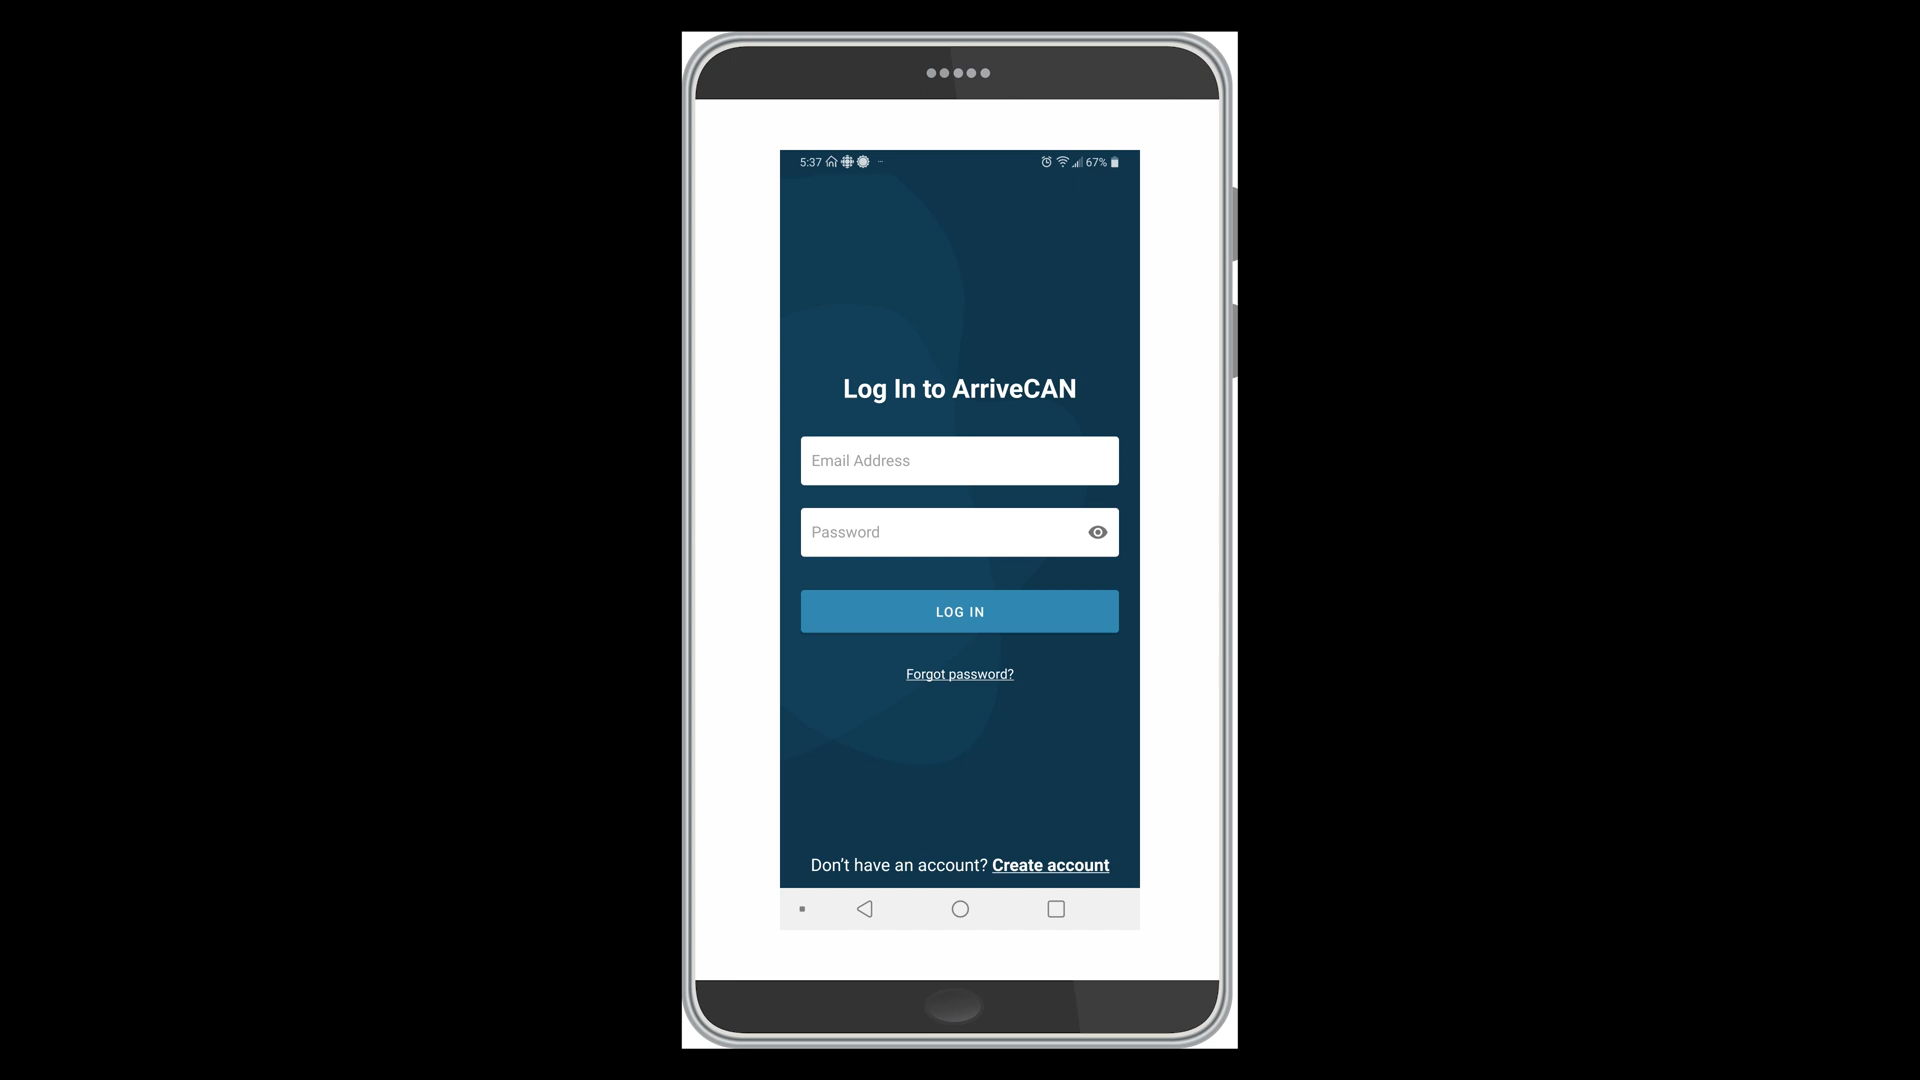 5:37 67%
Log In to ArriveCAN
Email Address
Password
LOG IN
Forgot password?
Don't have an account? Create account